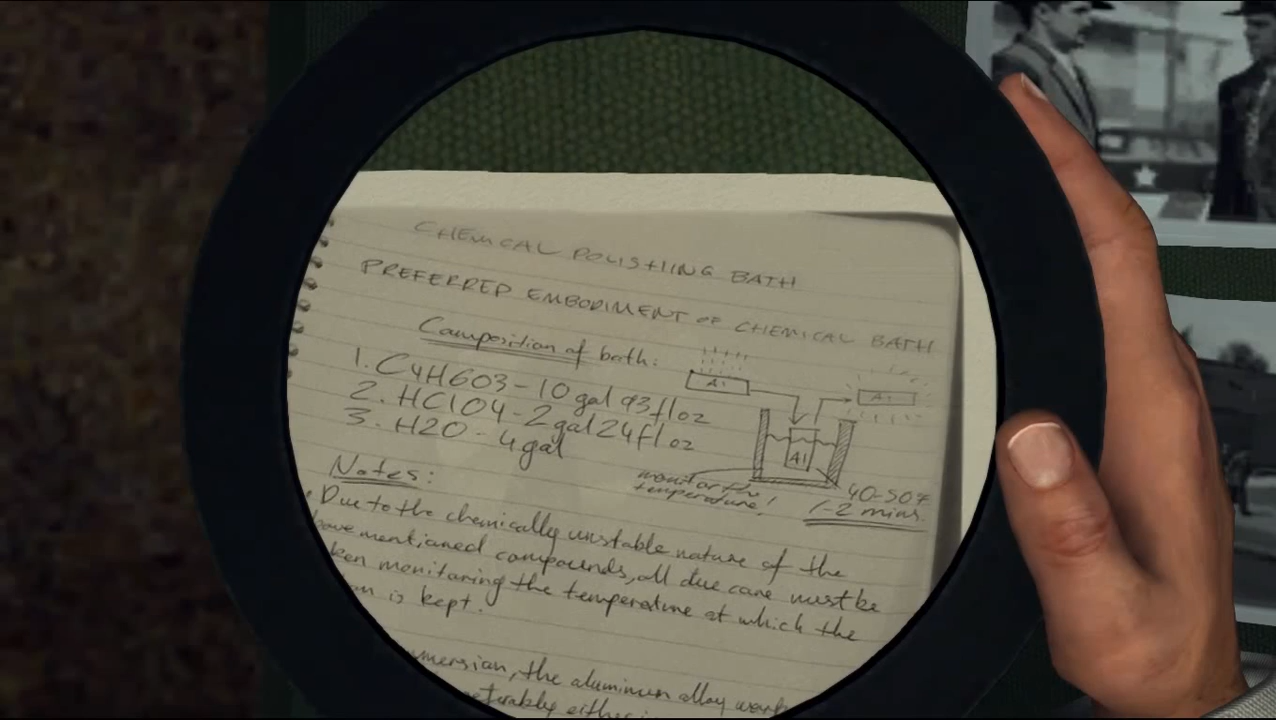 CHEMICAL POLISHING BATH
PREFERRED EMBODIMENT OF CHEMICAL BATH
Composition of bath:
1. C4H6O3 - 10 gal 93 fl oz
2. HClO4 - 2 gal 24 fl oz
3. H2O - 4 gal
Al
Al
Al
monitor the
temperature!
40-50F
1-2 mins.
Notes:
Due to the chemically unstable nature of the
mentioned compounds, all due care must be
monitoring the temperature at which the
is kept.
the aluminum alloy
either